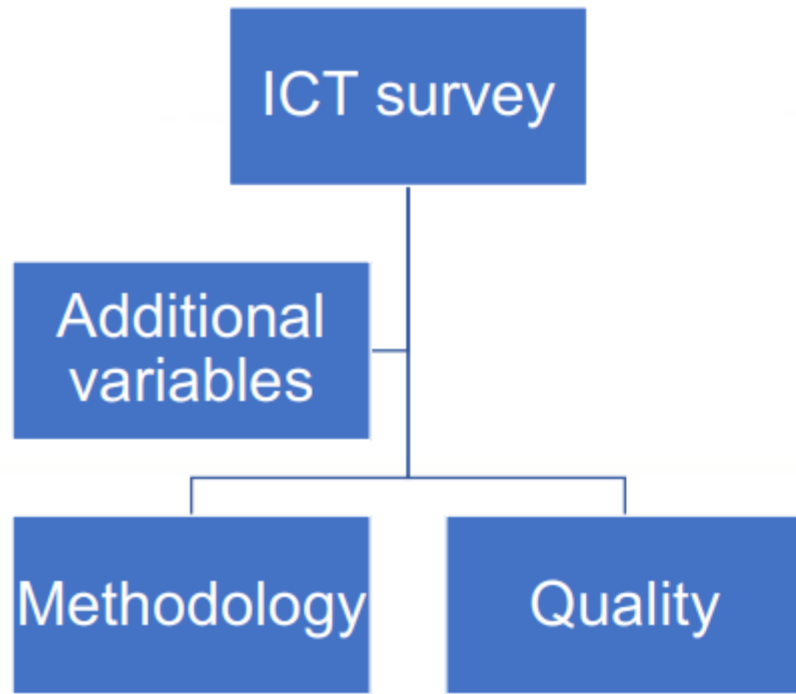 ICT survey
Additional
variables
Methodology
Quality